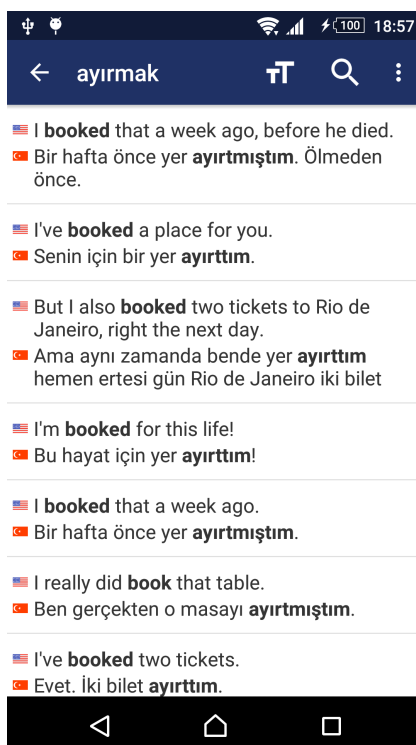 100 18:57
ayırmak
I booked that a week ago, before he died.
Bir hafta önce yer ayırtmıştım. Ölmeden
önce.
I've booked a place for you.
Senin için bir yer ayırttım.
But I also booked two tickets to Rio de
Janeiro, right the next day.
Ama aynı zamanda bende yer ayırttım
hemen ertesi gün Rio de Janeiro iki bilet
I'm booked for this life!
Bu hayat için yer ayırttım!
I booked that a week ago.
Bir hafta önce yer ayırtmıştım.
I really did book that table.
Ben gerçekten o masayı ayırtmıştım.
I've booked two tickets.
Evet. İki bilet ayırttım.